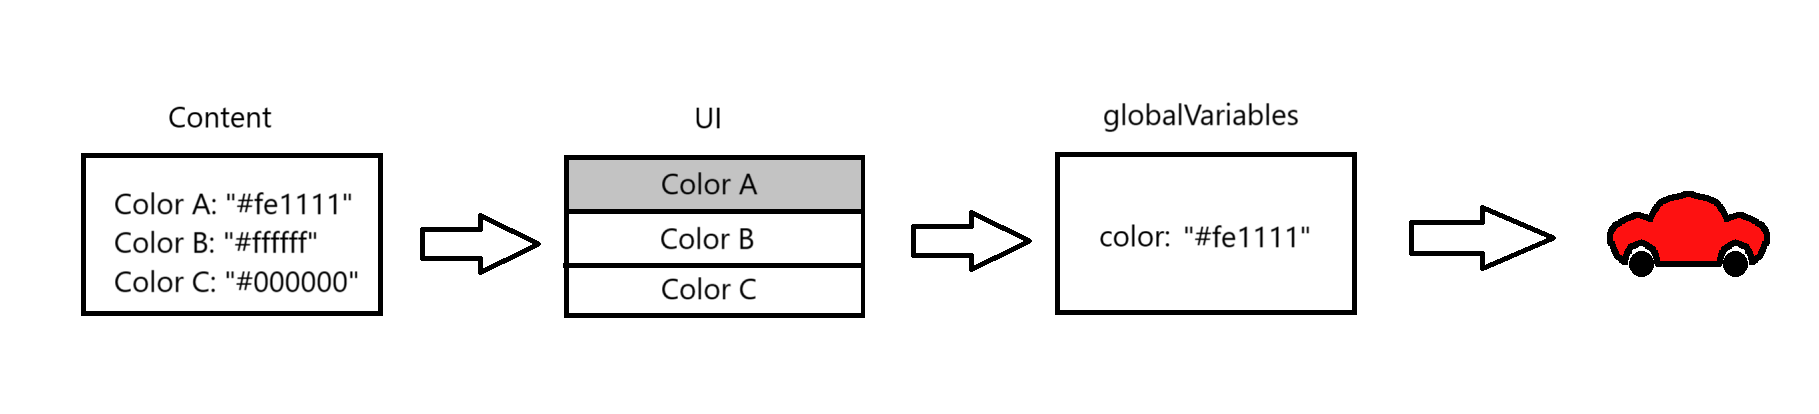 Content
Color A: "#fe1111"
Color B: "#ffffff"
Color C: "#000000"
UI
Color A
Color B
Color C
globalVariables
color: "#fe1111"